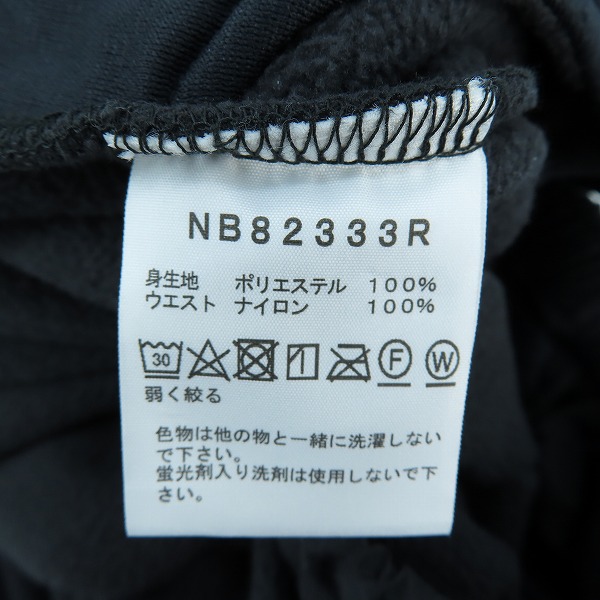 NB82333R
身生地 ポリエステル 100%
ウエスト ナイロン 100%
30 F W
弱く絞る
色物は他の物と一緒に洗濯しない
で下さい。
蛍光剤入り洗剤は使用しないで下
さい。